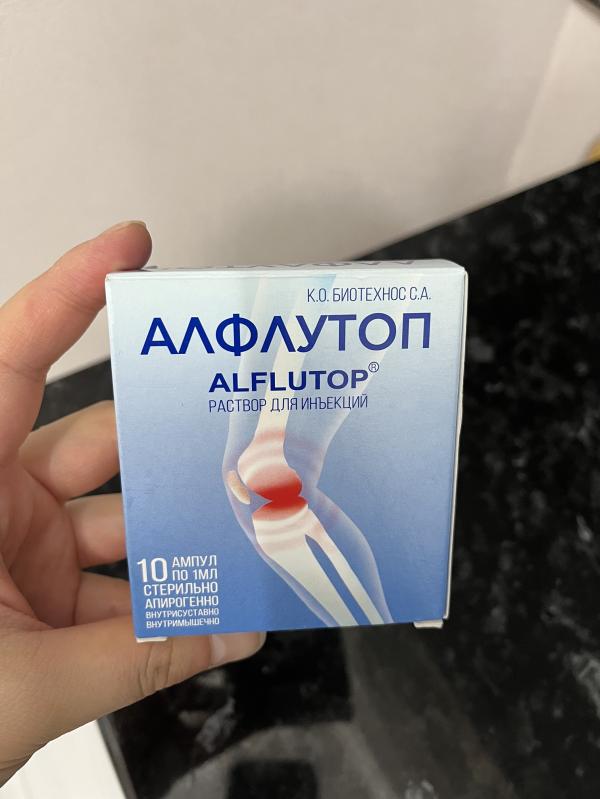 К.О. БИОТЕХНОС С.А.
АЛФЛУТОП
ALFLUTOP®
РАСТВОР ДЛЯ ИНЪЕКЦИЙ
10 АМПУЛ
ПО 1МЛ
СТЕРИЛЬНО
АПИРОГЕННО
ВНУТРИСУСТАВНО
ВНУТРИМЫШЕЧНО